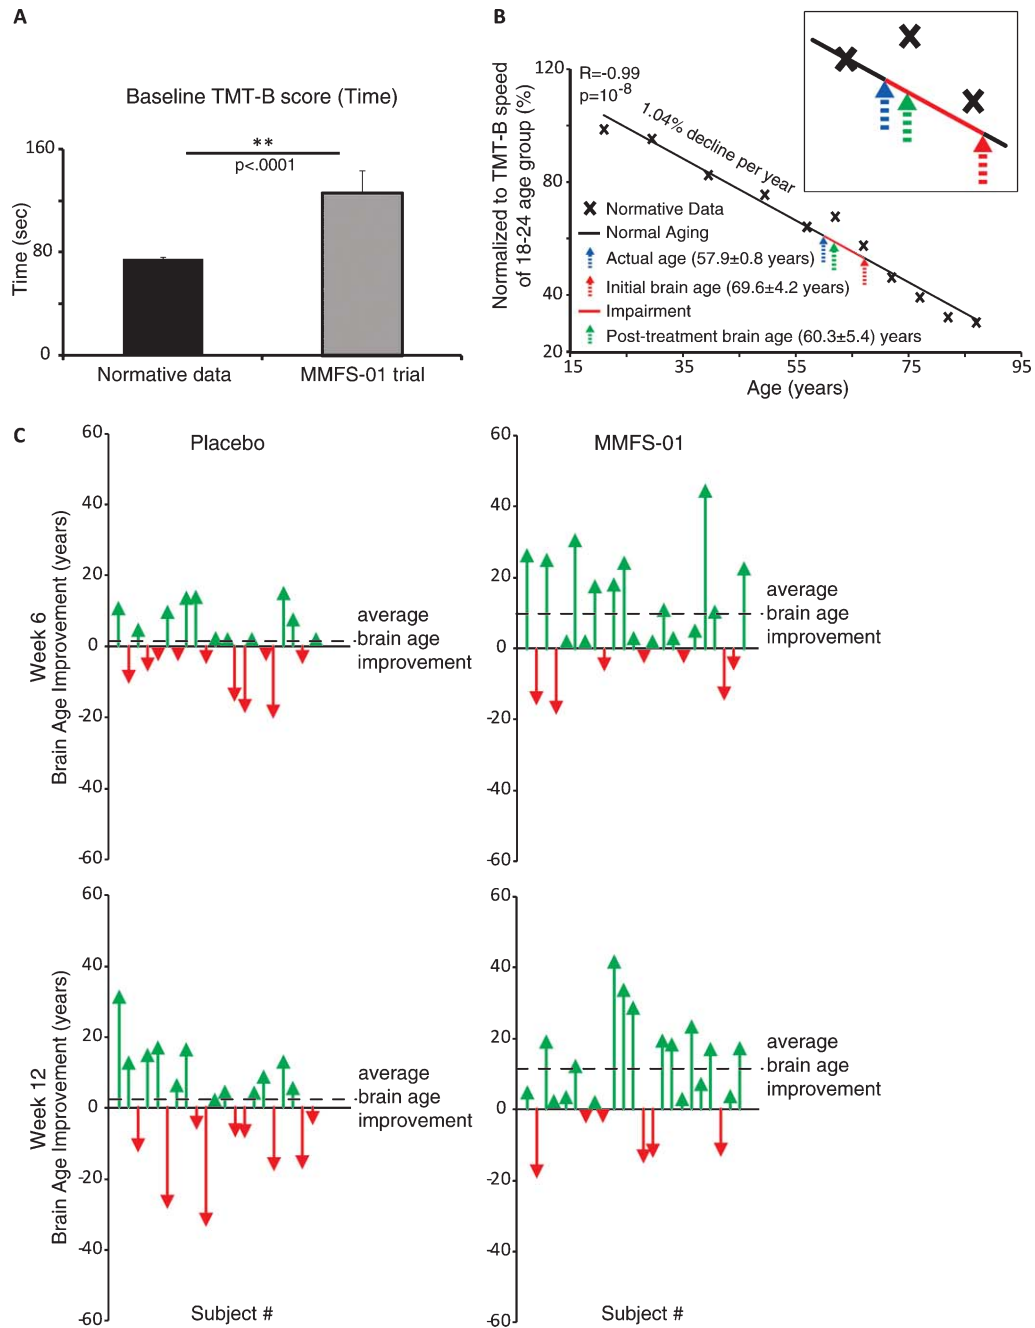 A
Baseline TMT-B score (Time)
**
p<.0001
160
80
0
Time (sec)
Normative data
MMFS-01 trial
B
Normalized to TMT-B speed
of 18-24 age group (%)
120
80
40
20
R=-0.99
p=10-8
1.04% decline per year
Normative Data
Normal Aging
Actual age (57.9±0.8 years)
Initial brain age (69.6±4.2 years)
Impairment
Post-treatment brain age (60.3±5.4) years
15
35
55
75
95
Age (years)
C
Placebo
Week 6
Brain Age Improvement (years)
60
40
20
0
-20
-40
-60
average
brain age
improvement
MMFS-01
60
40
20
0
-20
-40
-60
average
brain age
improvement
Week 12
Brain Age Improvement (years)
60
40
20
0
-20
-40
-60
average
brain age
improvement
Subject #
60
40
20
0
-20
-40
-60
average
brain age
improvement
Subject #